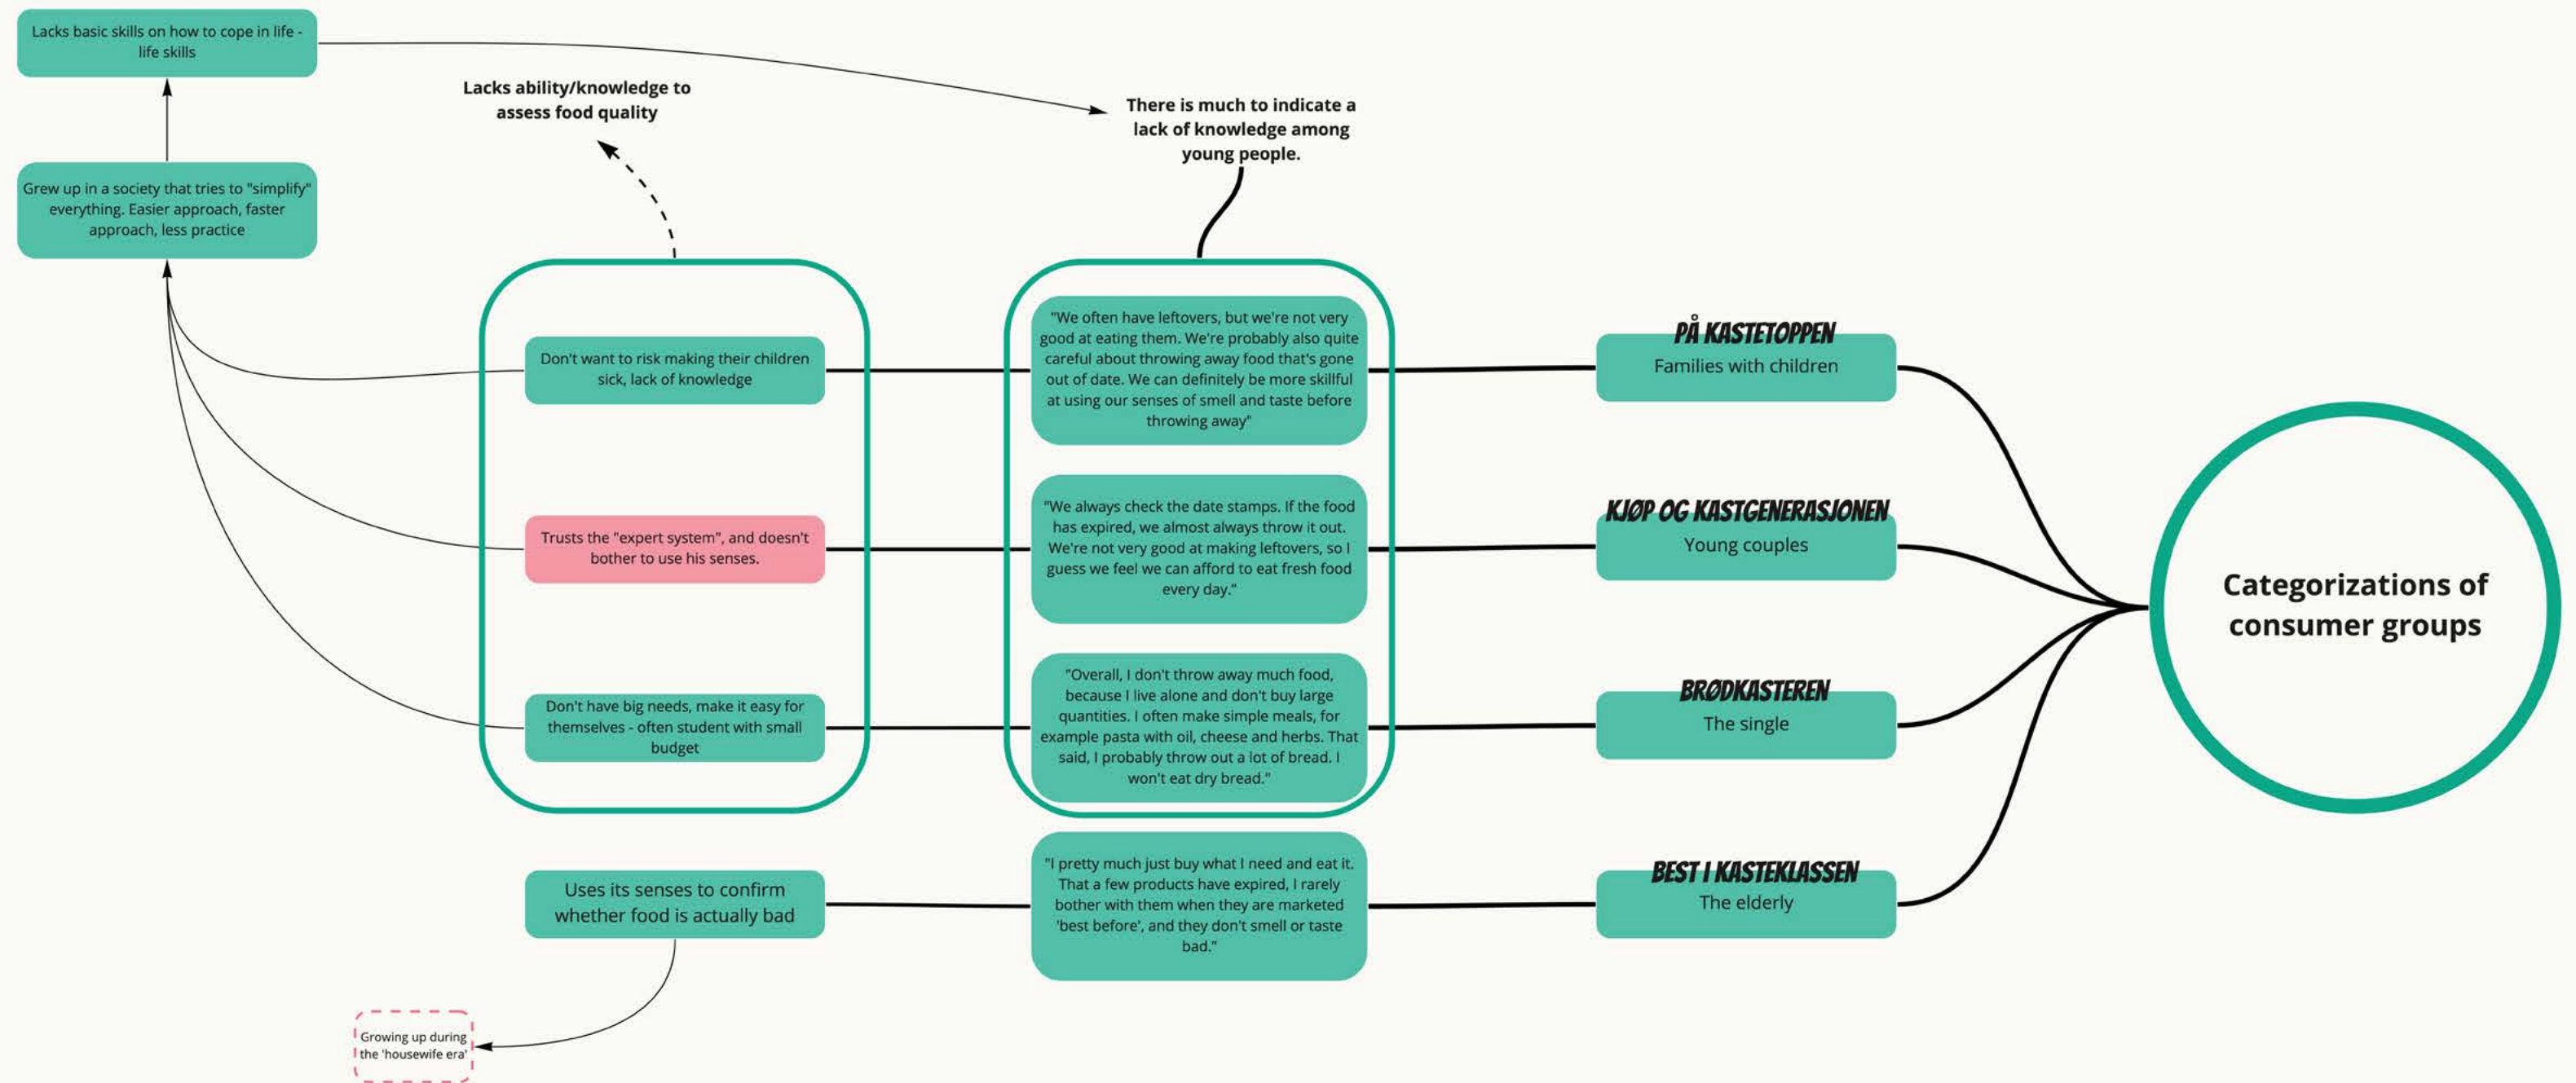 Lacks basic skills on how to cope in life -
life skills
Lacks ability/knowledge to
assess food quality
There is much to indicate a
lack of knowledge among
young people.
Grew up in a society that tries to "simplify"
everything. Easier approach, faster
approach, less practice
Don't want to risk making their children
sick, lack of knowledge
"We often have leftovers, but we're not very
good at eating them. We're probably also quite
careful about throwing away food that's gone
out of date. We can definitely be more skillful
at using our senses of smell and taste before
throwing away"
PÅ KASTETOPPEN
Families with children
Trusts the "expert system", and doesn't
bother to use his senses.
"We always check the date stamps. If the food
has expired, we almost always throw it out.
We're not very good at making leftovers, so I
guess we feel we can afford to eat fresh food
every day."
KJØP OG KASTGENERASJONEN
Young couples
Categorizations of
consumer groups
Don't have big needs, make it easy for
themselves - often student with small
budget
"Overall, I don't throw away much food,
because I live alone and don't buy large
quantities. I often make simple meals, for
example pasta with oil, cheese and herbs. That
said, I probably throw out a lot of bread. I
won't eat dry bread."
BRØDKASTEREN
The single
Uses its senses to confirm
whether food is actually bad
"I pretty much just buy what I need and eat it.
That a few products have expired, I rarely
bother with them when they are marketed
'best before', and they don't smell or taste
bad."
BEST I KASTEKLASSEN
The elderly
Growing up during
the 'housewife era'